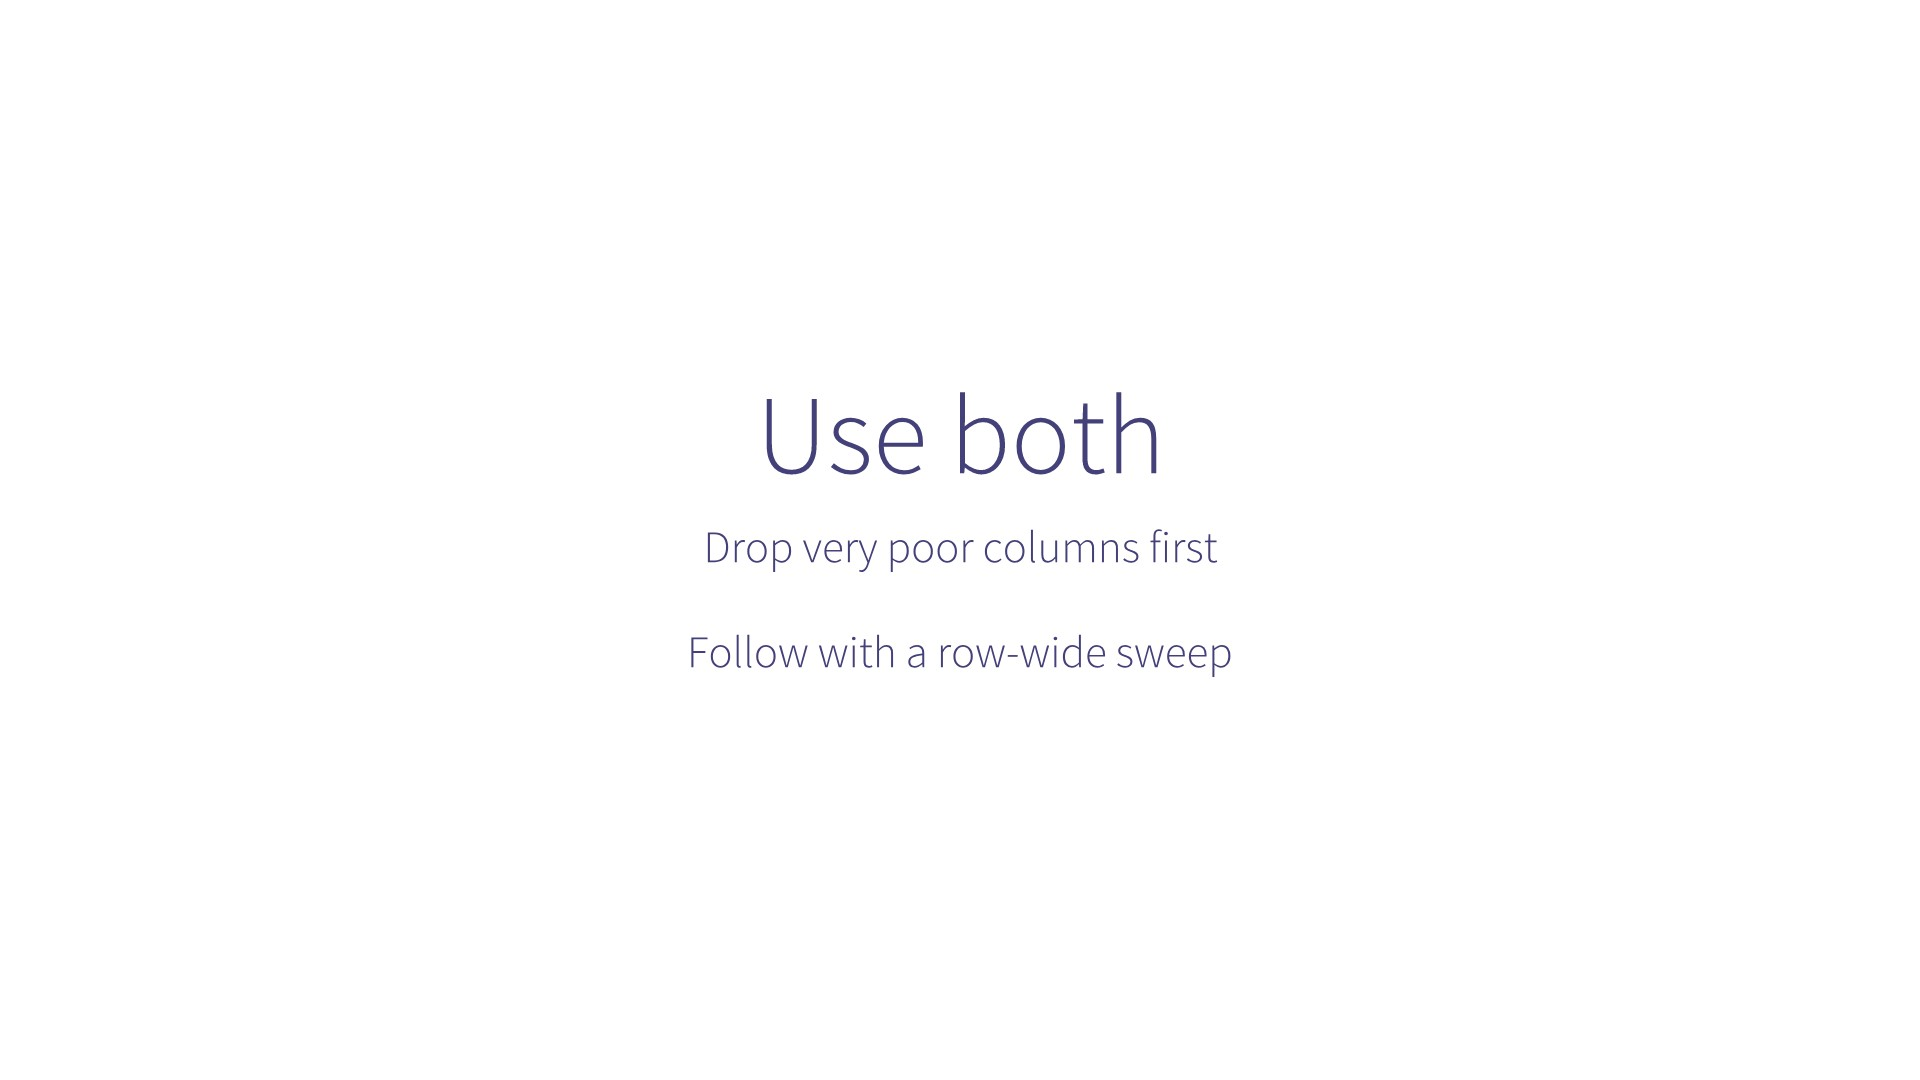 Use both
Drop very poor columns first
Follow with a row-wide sweep